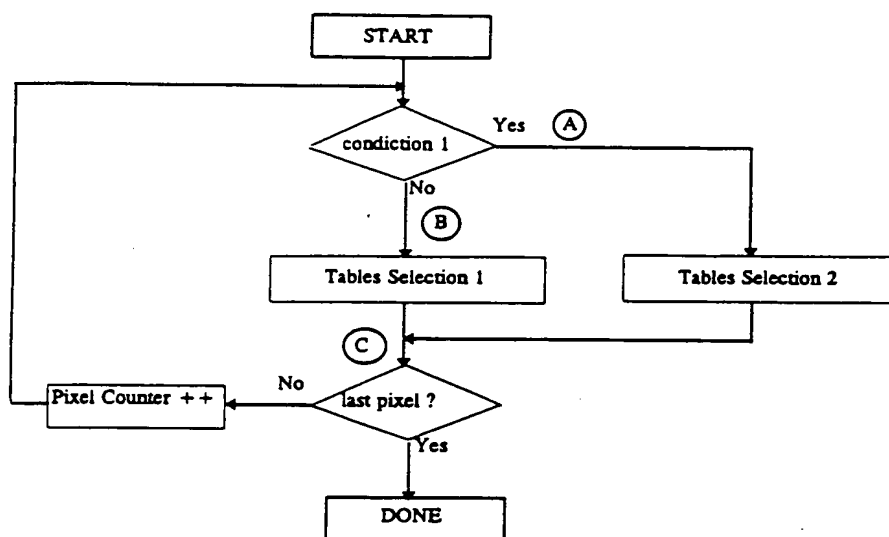 START
Yes
A
condiction 1
No
B
Tables Selection 1
Tables Selection 2
C
No
last pixel ?
Pixel Counter ++
Yes
DONE